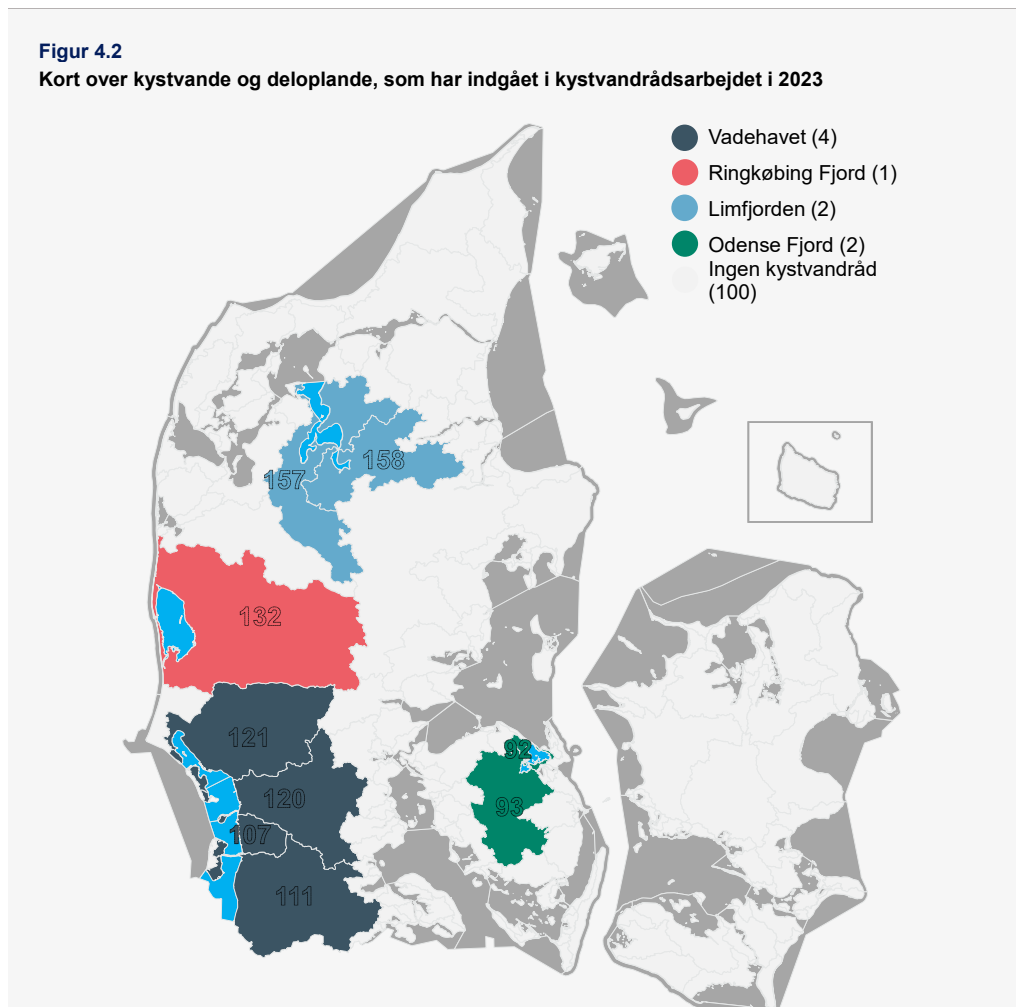 Figur 4.2
Kort over kystvande og deloplande, som har indgået i kystvandrådsarbejdet i 2023
Vadehavet (4)
Ringkøbing Fjord (1)
Limfjorden (2)
Odense Fjord (2)
Ingen kystvandråd
(100)
158
157
132
121
92
120
93
107
111